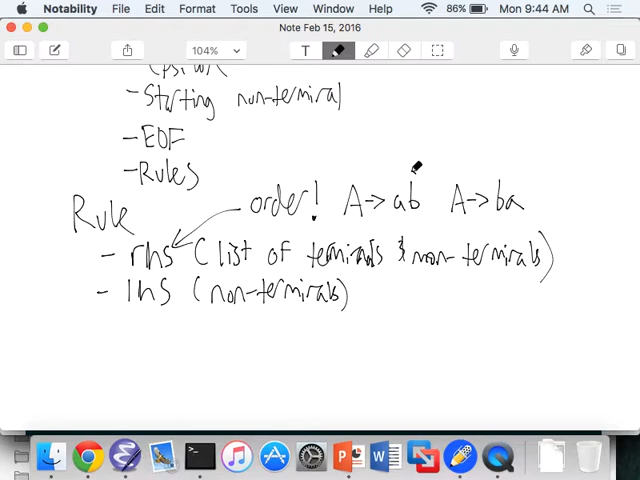 Notability File Edit Format Tools View Window Help 86% Mon 9:44 AM
Note Feb 15, 2016
104% T
- Starting non-terminal
- EOF
- Rules
order! A -> ab A -> ba
Rule
- rhs ( list of terminals & non-terminals )
- lhs ( non-terminals )